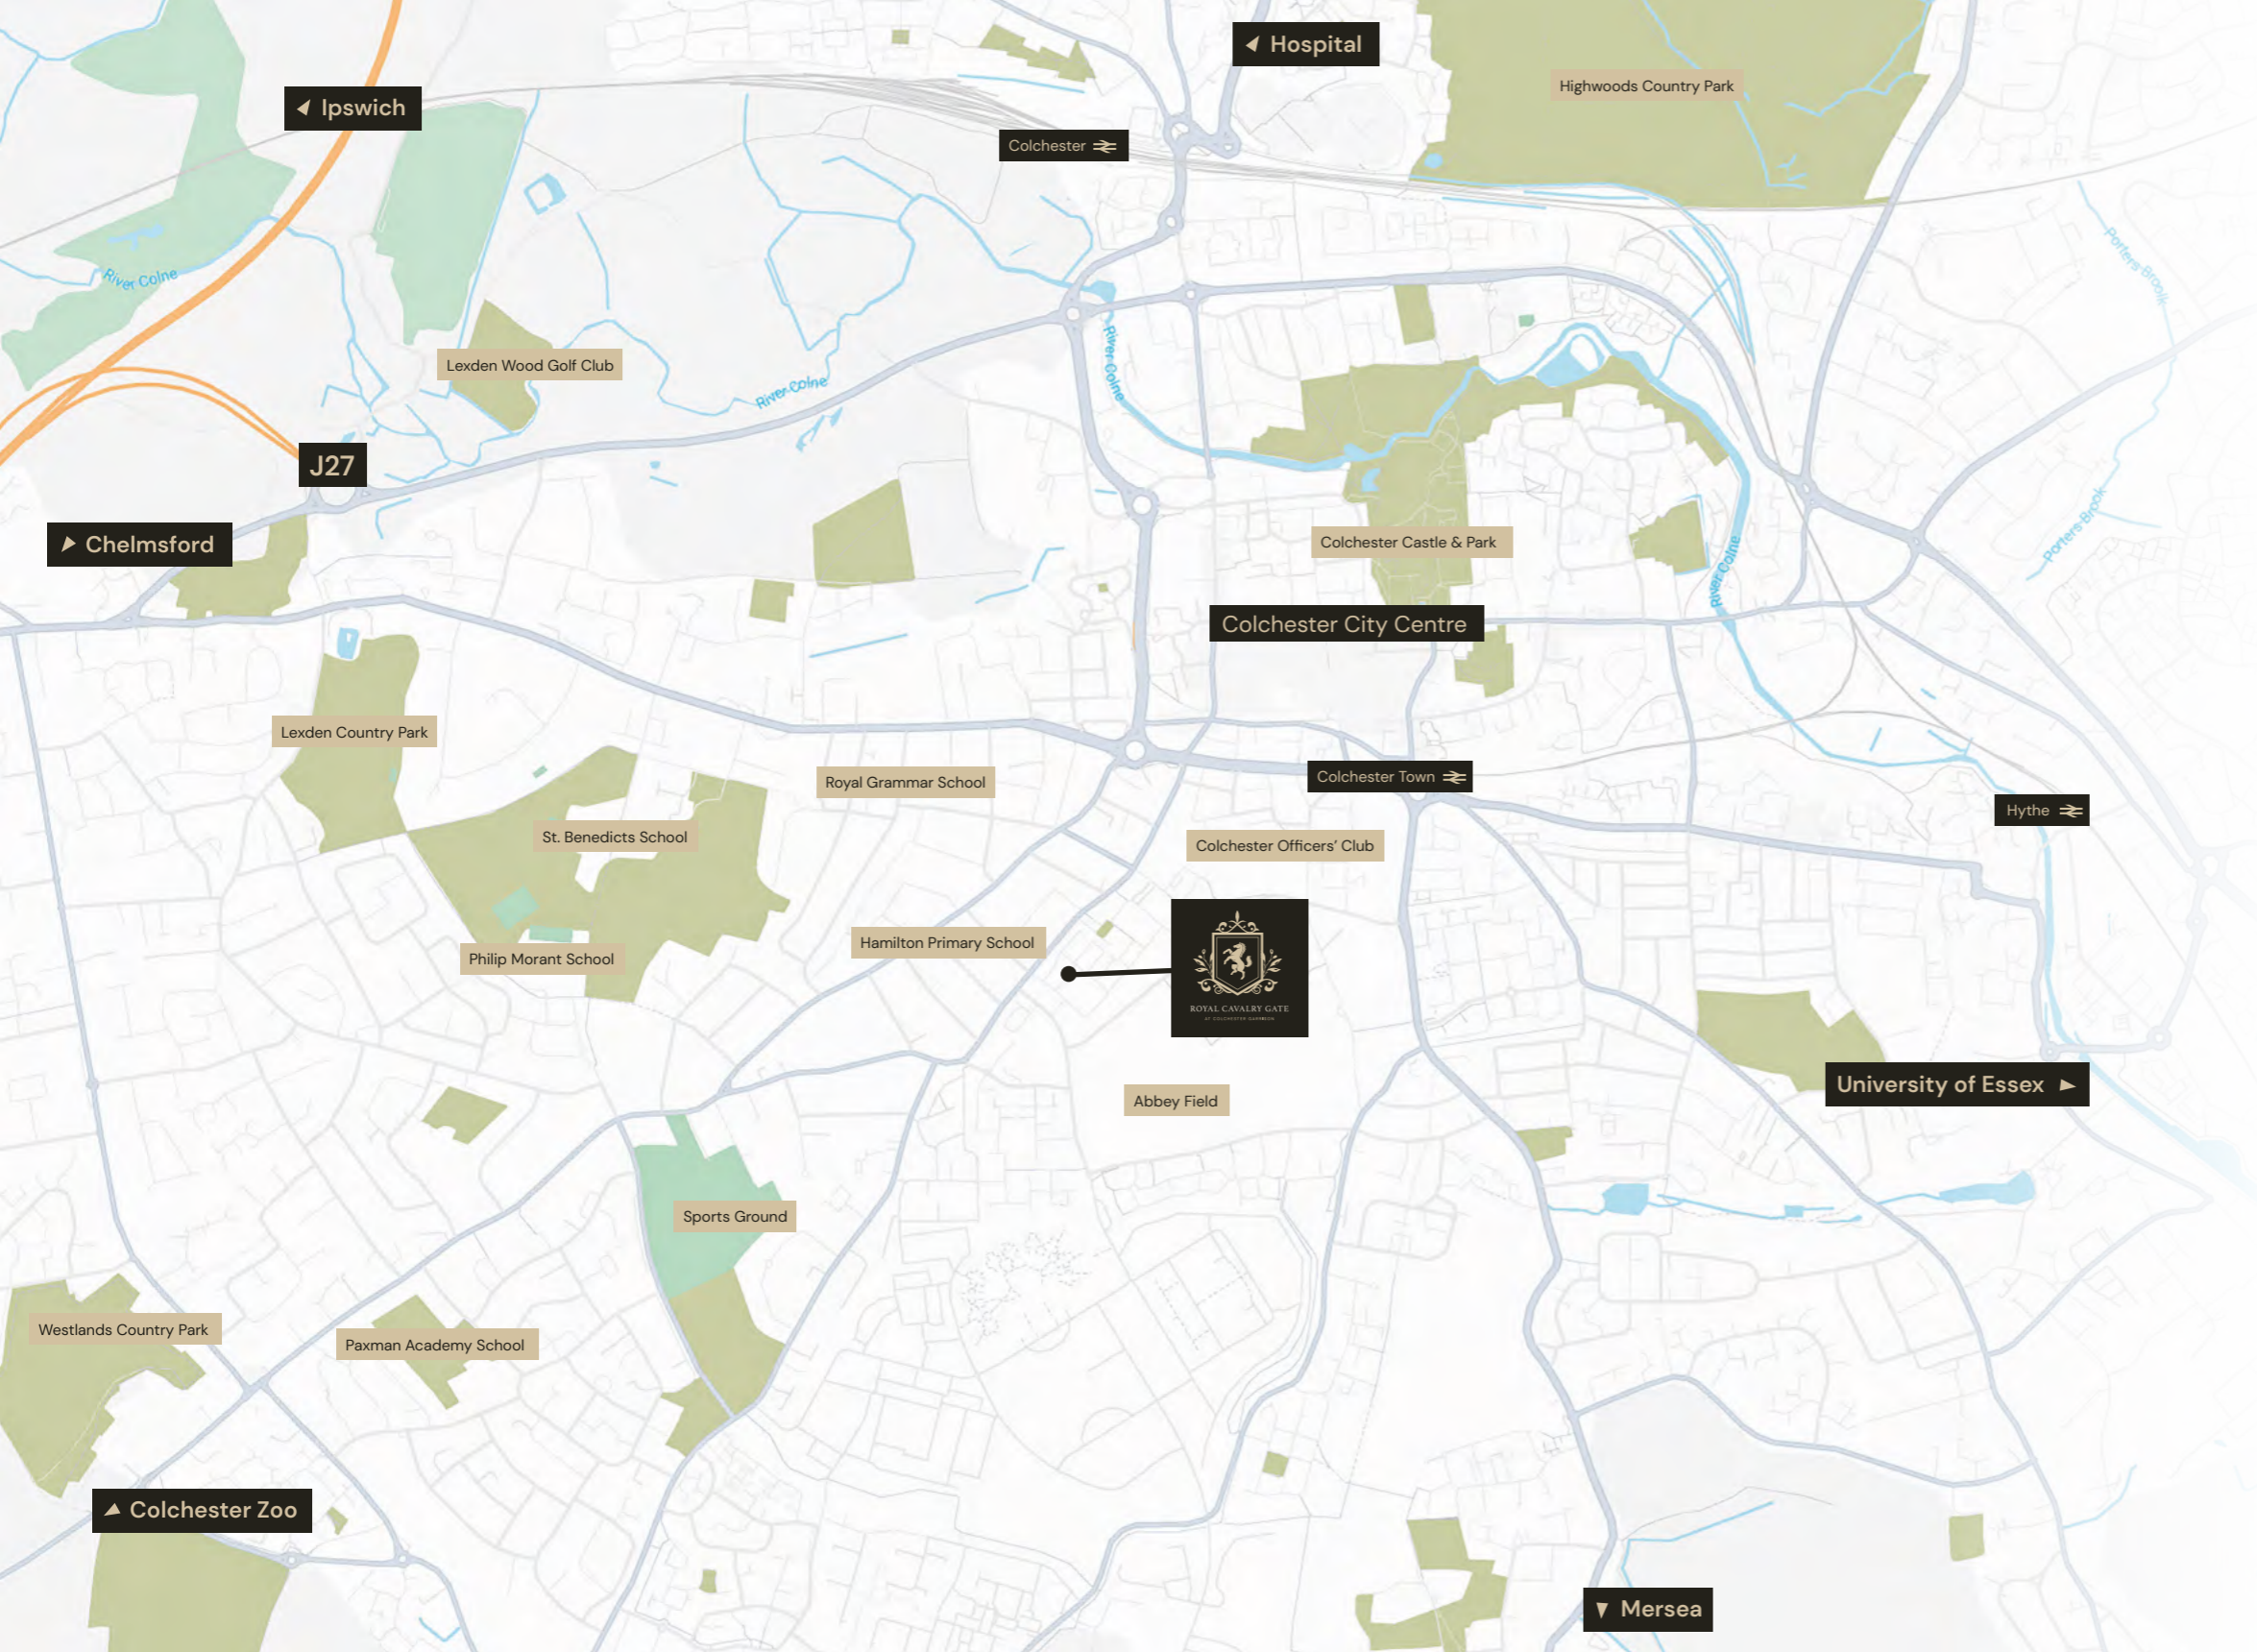 Hospital
Highwoods Country Park
Ipswich
Colchester
River Colne
Porters Brook
Lexden Wood Golf Club
River Colne
River Colne
J27
Chelmsford
Colchester Castle & Park
Porters Brook
River Colne
Colchester City Centre
Lexden Country Park
Royal Grammar School
Colchester Town
Hythe
St. Benedicts School
Colchester Officers' Club
Hamilton Primary School
Philip Morant School
ROYAL CAVALRY GATE
AT COLCHESTER GARRISON
University of Essex
Abbey Field
Sports Ground
Westlands Country Park
Paxman Academy School
Colchester Zoo
Mersea